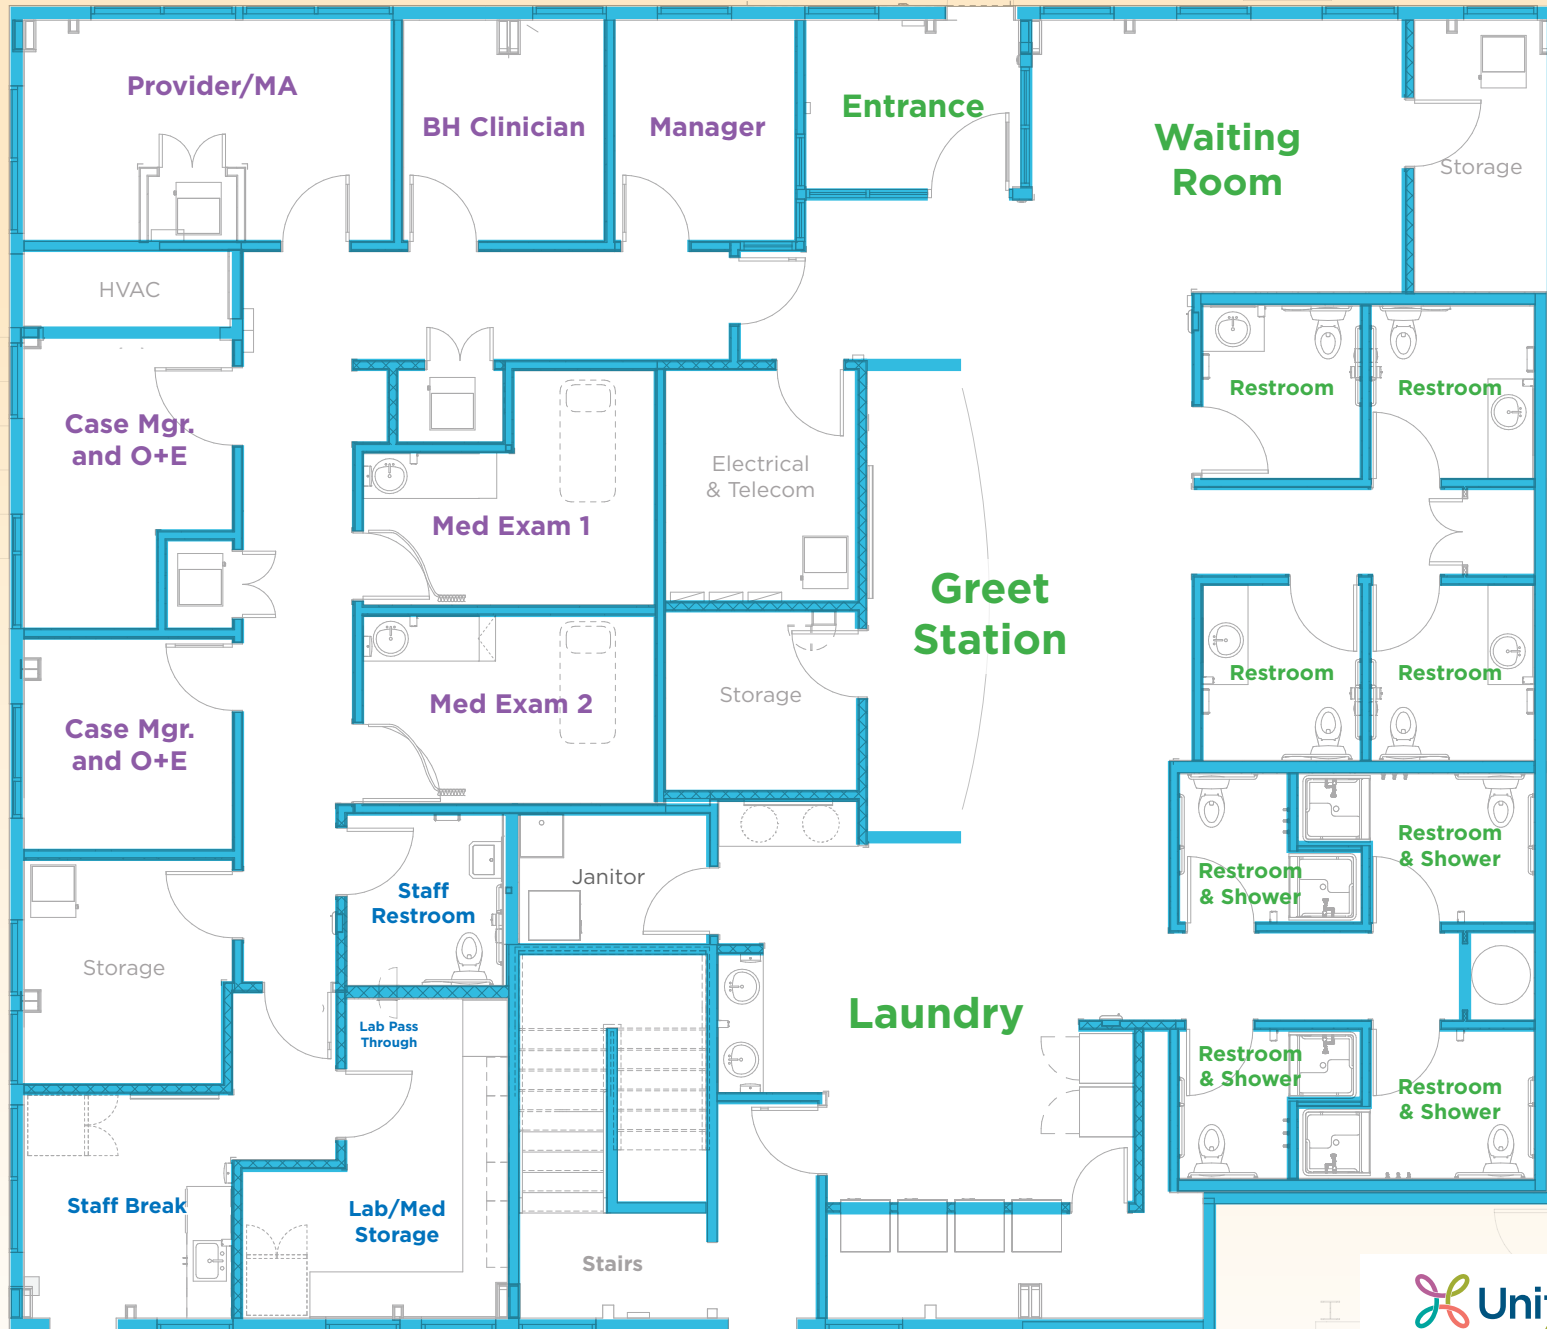 Provider/MA
BH Clinician
Manager
Entrance
Waiting
Room
Storage
HVAC
Case Mgr.
and O+E
Med Exam 1
Electrical
& Telecom
Restroom
Restroom
Greet
Station
Case Mgr.
and O+E
Med Exam 2
Storage
Restroom
Restroom
Storage
Staff
Restroom
Janitor
Restroom
& Shower
Restroom
& Shower
Lab Pass
Through
Laundry
Restroom
& Shower
Restroom
& Shower
Staff Break
Lab/Med
Storage
Stairs